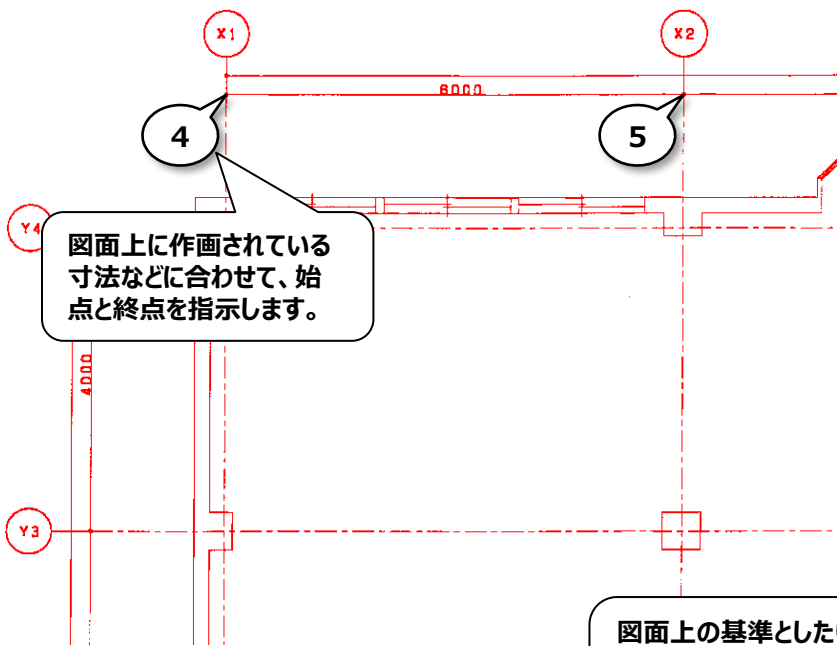 X1
X2
6000
4
5
Y4
図面上に作画されている
寸法などに合わせて、始
点と終点を指示します。
4000
Y3
図面上の基準とした